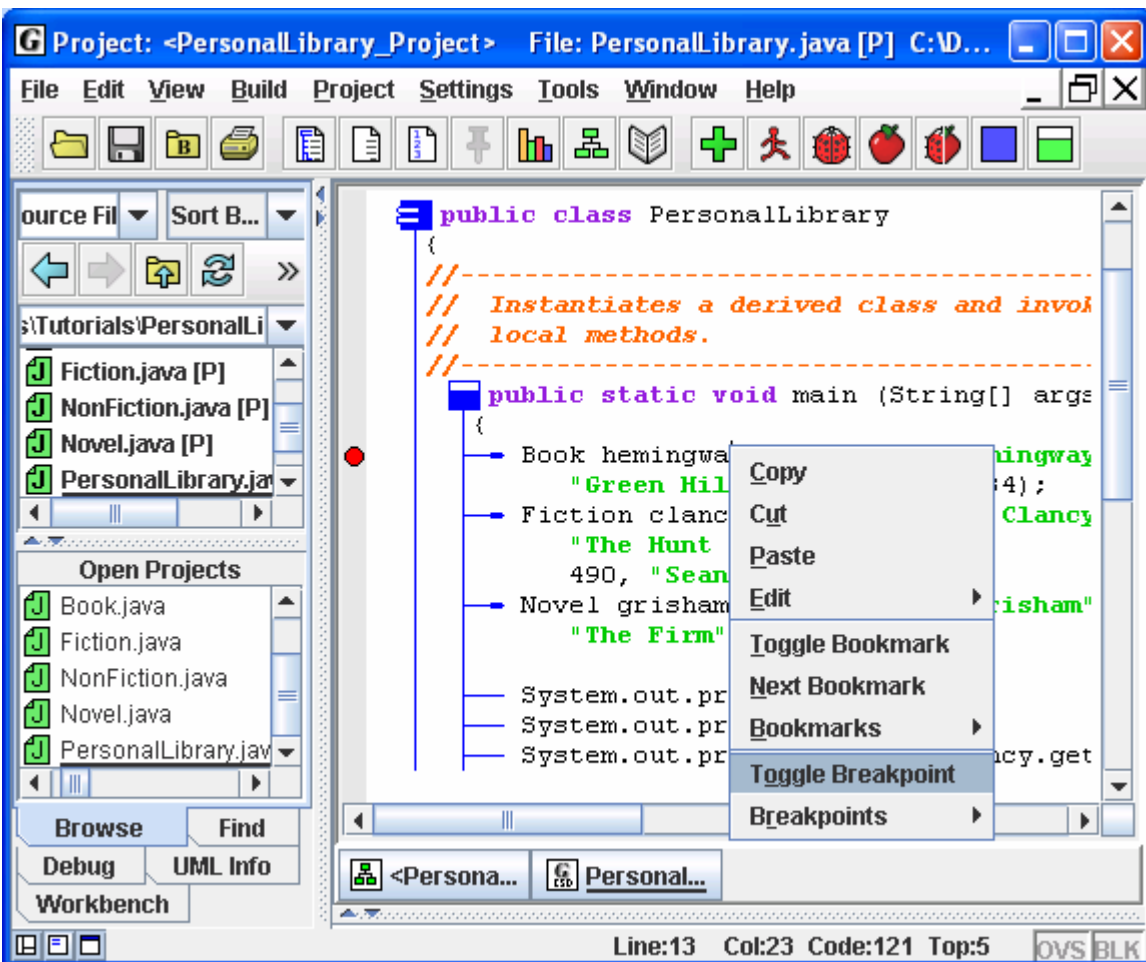 Project: <PersonalLibrary_Project> File: PersonalLibrary.java [P] C:\D...
File Edit View Build Project Settings Tools Window Help
B
1 2 3
ource Fil Sort B...
s\Tutorials\PersonalLi
Fiction.java [P]
NonFiction.java [P]
Novel.java [P]
PersonalLibrary.ja
Open Projects
Book.java
Fiction.java
NonFiction.java
Novel.java
PersonalLibrary.jav
Browse Find
Debug UML Info
Workbench
public class PersonalLibrary
{
//----------------------------------------
// Instantiates a derived class and invok
// local methods.
//----------------------------------------
public static void main (String[] args
{
Book hemingwa mingway
"Green Hil 4);
Fiction clanc Clancy
"The Hunt
490, "Sean
Novel grisham risham"
"The Firm"
System.out.pr
System.out.pr
System.out.pr ncy.get
Copy
Cut
Paste
Edit
Toggle Bookmark
Next Bookmark
Bookmarks
Toggle Breakpoint
Breakpoints
<Persona... Personal...
Line:13 Col:23 Code:121 Top:5 OVS BLK